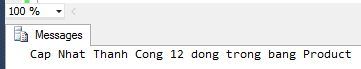 100 %
Messages
Cap Nhat Thanh Cong 12 dong trong bang Product